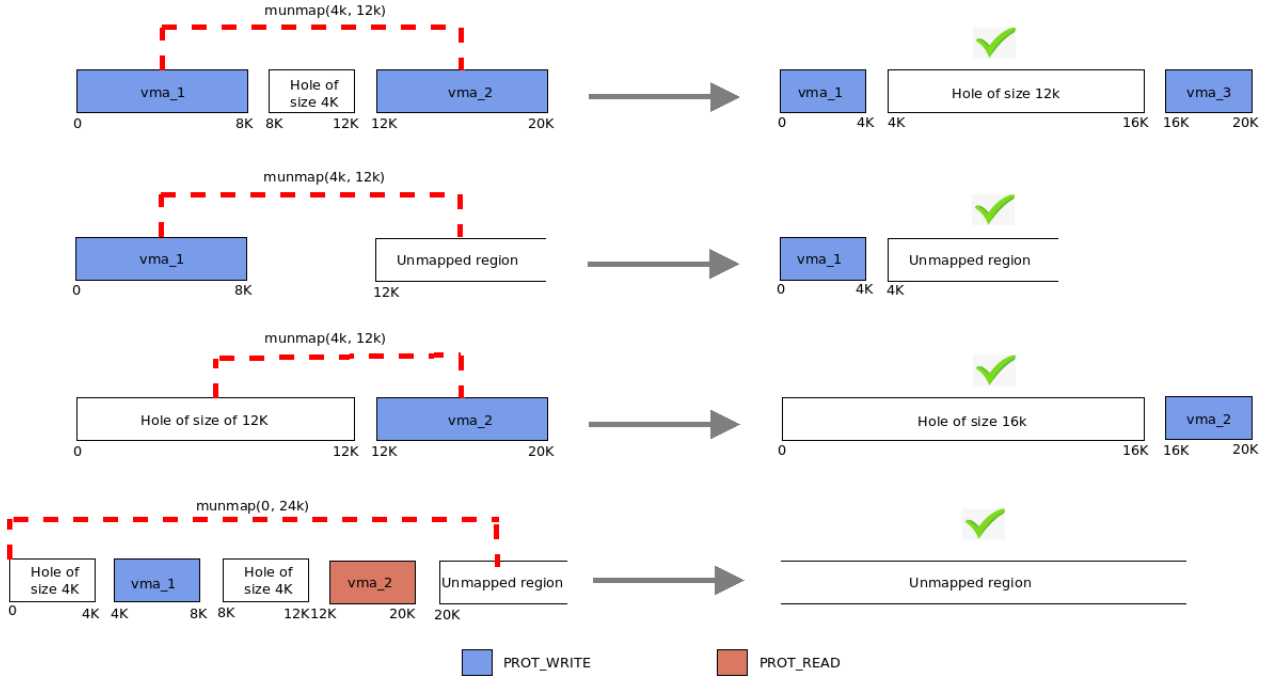 munmap(4k, 12k)
vma_1
Hole of
size 4K
vma_2
0
8K
8K
12K
12K
20K
vma_1
Hole of size 12k
vma_3
0
4K
4K
16K
16K
20K
munmap(4k, 12k)
vma_1
Unmapped region
0
8K
12K
vma_1
Unmapped region
0
4K
4K
munmap(4k, 12k)
Hole of size of 12K
vma_2
0
12K
12K
20K
Hole of size 16k
vma_2
0
16K
16K
20K
munmap(0, 24k)
Hole of
size 4K
vma_1
Hole of
size 4K
vma_2
Unmapped region
0
4K
4K
8K
8K
12K
12K
20K
20K
Unmapped region
PROT_WRITE
PROT_READ